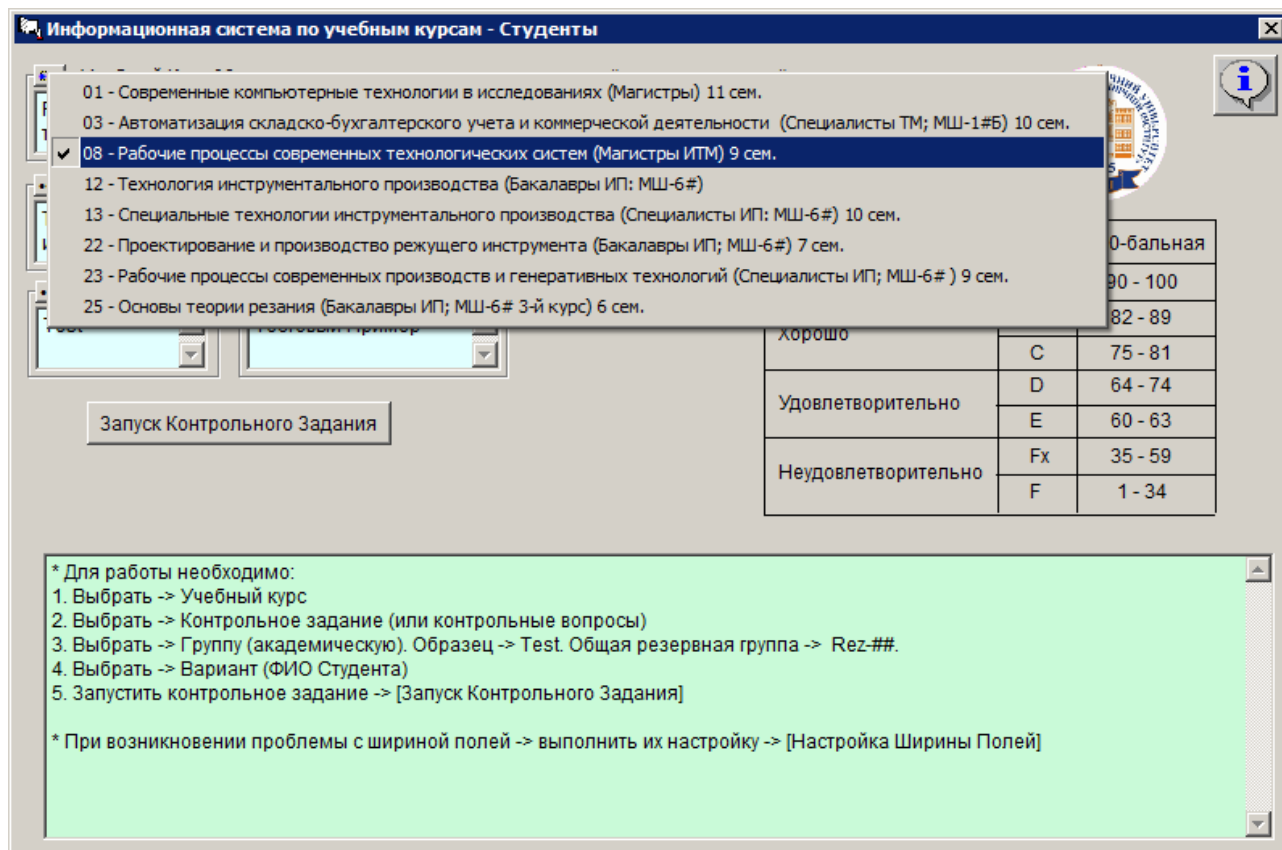 Информационная система по учебным курсам - Студенты
01 - Современные компьютерные технологии в исследованиях (Магистры) 11 сем.
03 - Автоматизация складско-бухгалтерского учета и коммерческой деятельности (Специалисты ТМ; МШ-1#Б) 10 сем.
08 - Рабочие процессы современных технологических систем (Магистры ИТМ) 9 сем.
12 - Технология инструментального производства (Бакалавры ИП: МШ-6#)
13 - Специальные технологии инструментального производства (Специалисты ИП: МШ-6#) 10 сем.
22 - Проектирование и производство режущего инструмента (Бакалавры ИП; МШ-6#) 7 сем.
23 - Рабочие процессы современных производств и генеративных технологий (Специалисты ИП; МШ-6# ) 9 сем.
25 - Основы теории резания (Бакалавры ИП; МШ-6# 3-й курс) 6 сем.
0-бальная
90 - 100
82 - 89
Хорошо
C 75 - 81
Удовлетворительно
D 64 - 74
E 60 - 63
Неудовлетворительно
Fx 35 - 59
F 1 - 34
Запуск Контрольного Задания
* Для работы необходимо:
1. Выбрать -> Учебный курс
2. Выбрать -> Контрольное задание (или контрольные вопросы)
3. Выбрать -> Группу (академическую). Образец -> Test. Общая резервная группа -> Rez-##.
4. Выбрать -> Вариант (ФИО Студента)
5. Запустить контрольное задание -> [Запуск Контрольного Задания]
* При возникновении проблемы с шириной полей -> выполнить их настройку -> [Настройка Ширины Полей]